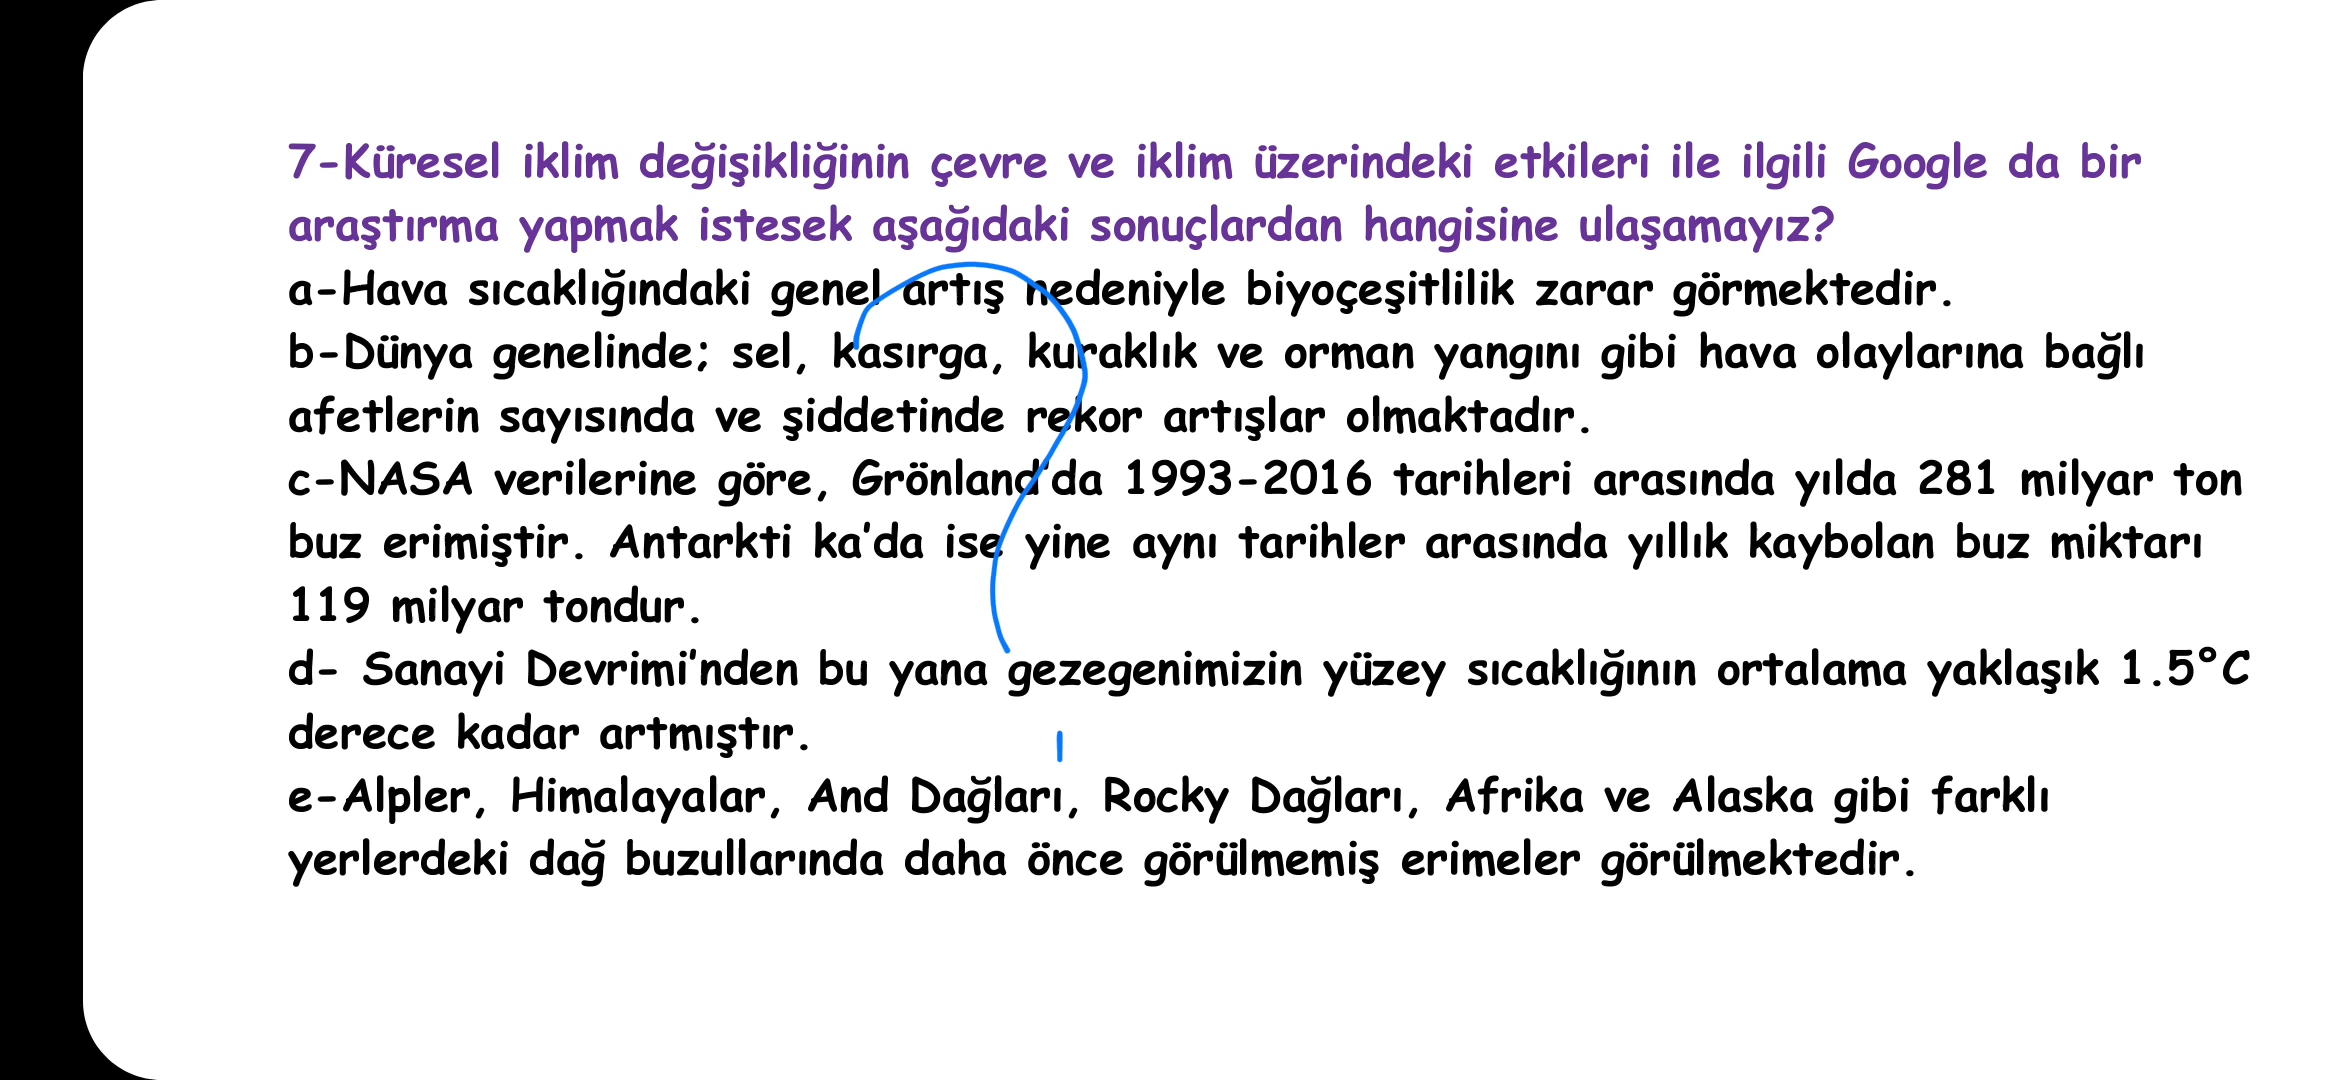 7-Küresel iklim değişikliğinin çevre ve iklim üzerindeki etkileri ile ilgili Google da bir
araştırma yapmak istesek aşağıdaki sonuçlardan hangisine ulaşamayız?
a-Hava sıcaklığındaki genel artış nedeniyle biyoçeşitlilik zarar görmektedir.
b-Dünya genelinde; sel, kasırga, kuraklık ve orman yangını gibi hava olaylarına bağlı
afetlerin sayısında ve şiddetinde rekor artışlar olmaktadır.
c-NASA verilerine göre, Grönland'da 1993-2016 tarihleri arasında yılda 281 milyar ton
buz erimiştir. Antarkti ka'da ise yine aynı tarihler arasında yıllık kaybolan buz miktarı
119 milyar tondur.
d- Sanayi Devrimi'nden bu yana gezegenimizin yüzey sıcaklığının ortalama yaklaşık 1.5°C
derece kadar artmıştır.
e-Alpler, Himalayalar, And Dağları, Rocky Dağları, Afrika ve Alaska gibi farklı
yerlerdeki dağ buzullarında daha önce görülmemiş erimeler görülmektedir.